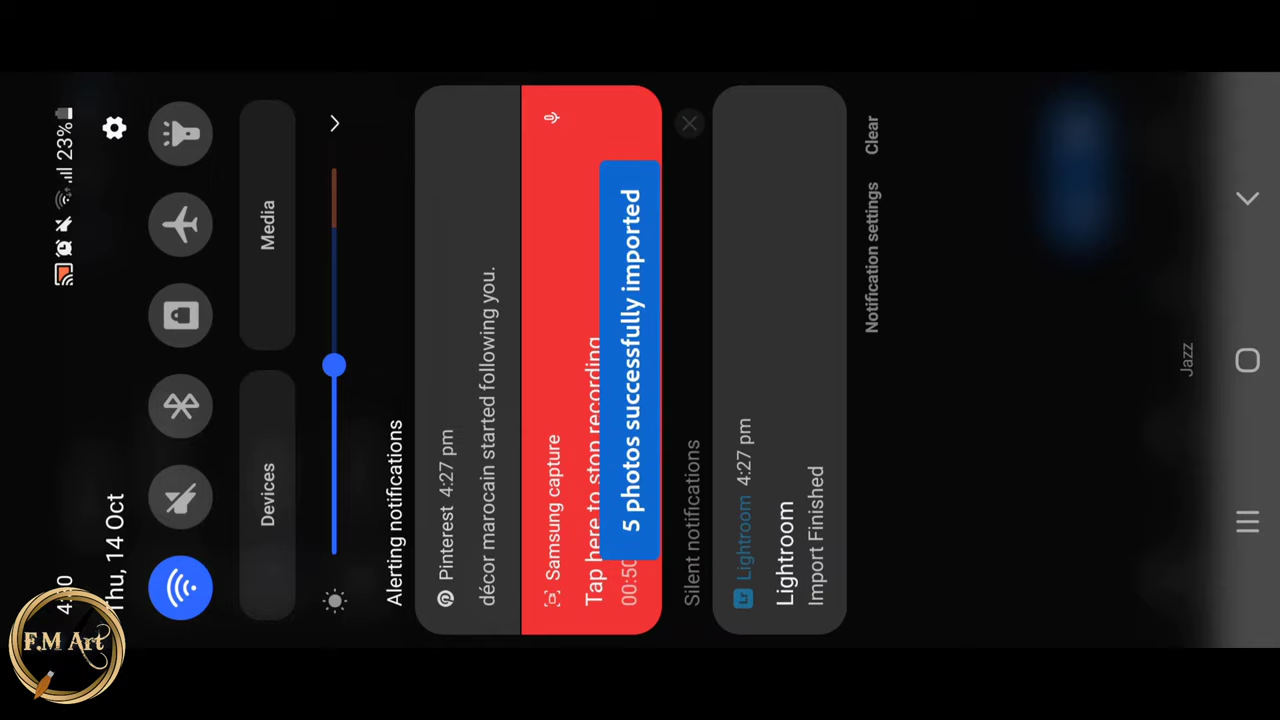 4:30
23%
Thu, 14 Oct
Devices
Media
Alerting notifications
Pinterest 4:27 pm
décor marocain started following you.
Samsung capture
Tap here to stop recording
00:50
5 photos successfully imported
Silent notifications
Lightroom 4:27 pm
Lightroom
Import Finished
Notification settings
Clear
Jazz
F.M Art